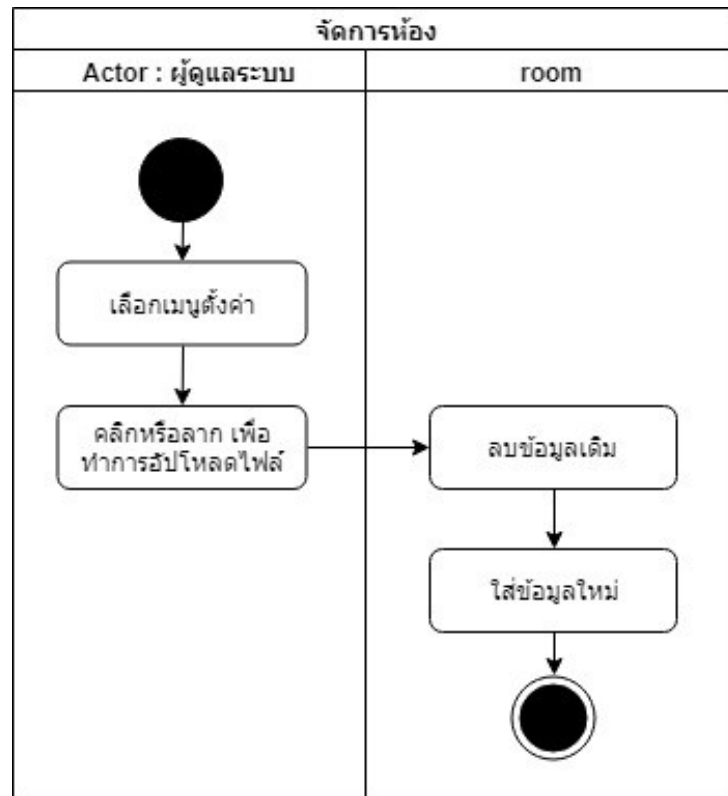 จัดการห้อง
Actor : ผู้ดูแลระบบ
room
เลือกเมนูตั้งค่า
คลิกหรือลาก เพื่อ
ทำการอัปโหลดไฟล์
ลบข้อมูลเดิม
ใส่ข้อมูลใหม่